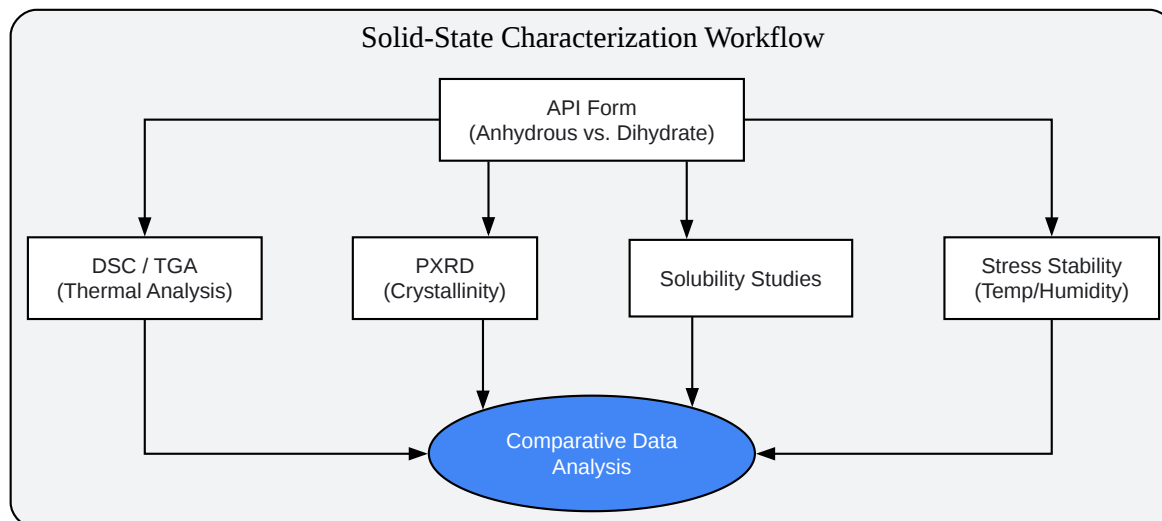 Solid-State Characterization Workflow
API Form
(Anhydrous vs. Dihydrate)
DSC / TGA
(Thermal Analysis)
PXRD
(Crystallinity)
Solubility Studies
Stress Stability
(Temp/Humidity)
Comparative Data
Analysis